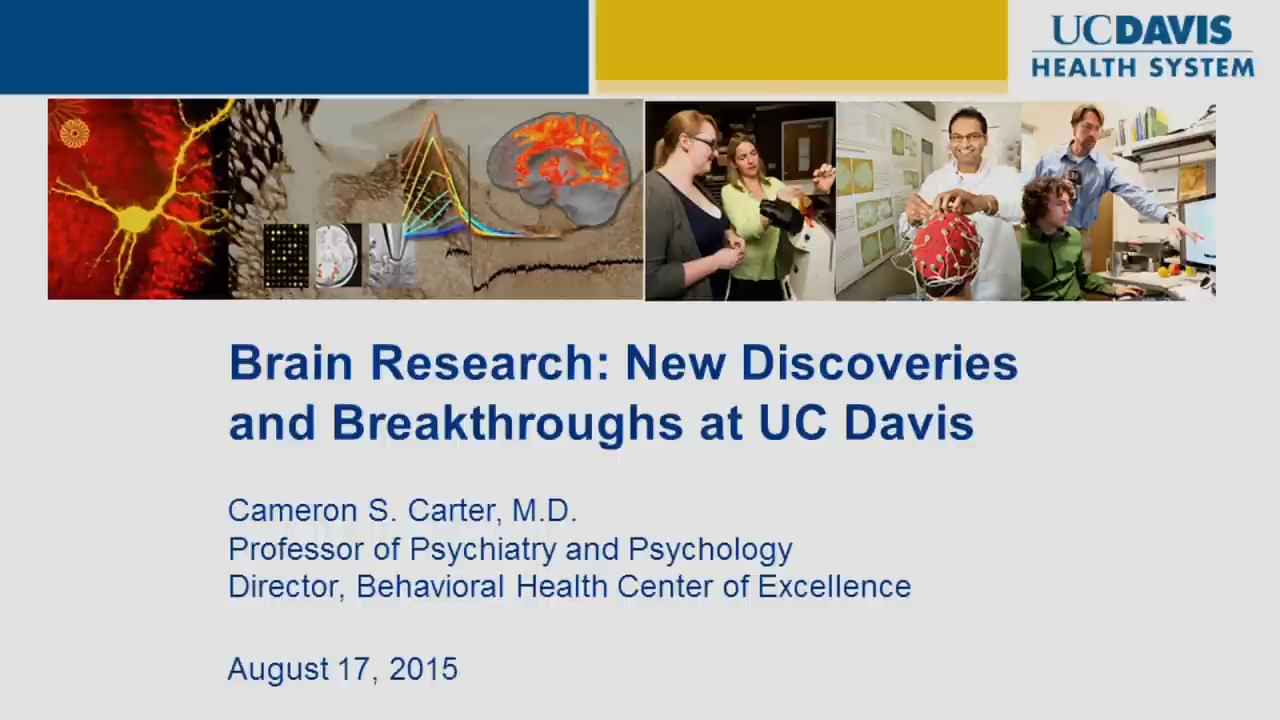 UCDAVIS
HEALTH SYSTEM
Brain Research: New Discoveries
and Breakthroughs at UC Davis
Cameron S. Carter, M.D.
Professor of Psychiatry and Psychology
Director, Behavioral Health Center of Excellence
August 17, 2015